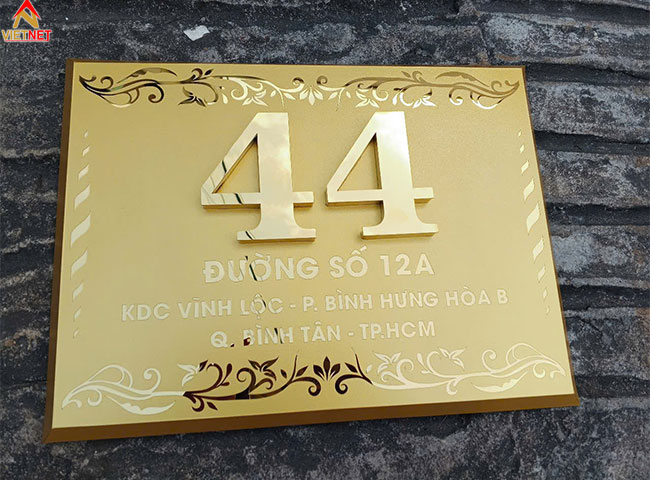 VIETNET
44
ĐƯỜNG SỐ 12A
KDC VĨNH LỘC - P. BÌNH HƯNG HÒA B
Q. BÌNH TÂN - TP.HCM